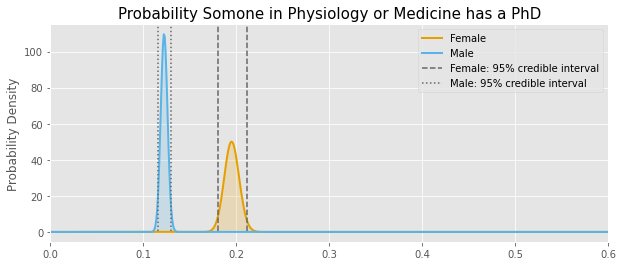 Probability Somone in Physiology or Medicine has a PhD
Female
Male
Female: 95% credible interval
Male: 95% credible interval
Probability Density
100
80
60
40
20
0
0.0
0.1
0.2
0.3
0.4
0.5
0.6